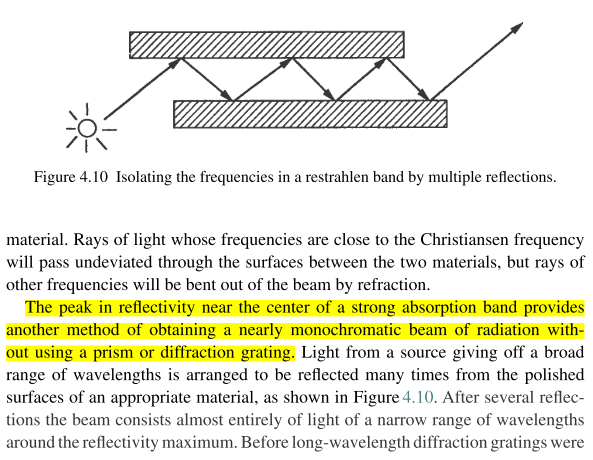 Figure 4.10 Isolating the frequencies in a restrahlen band by multiple reflections.
material. Rays of light whose frequencies are close to the Christiansen frequency
will pass undeviated through the surfaces between the two materials, but rays of
other frequencies will be bent out of the beam by refraction.
The peak in reflectivity near the center of a strong absorption band provides
another method of obtaining a nearly monochromatic beam of radiation with-
out using a prism or diffraction grating. Light from a source giving off a broad
range of wavelengths is arranged to be reflected many times from the polished
surfaces of an appropriate material, as shown in Figure 4.10. After several reflec-
tions the beam consists almost entirely of light of a narrow range of wavelengths
around the reflectivity maximum. Before long-wavelength diffraction gratings were